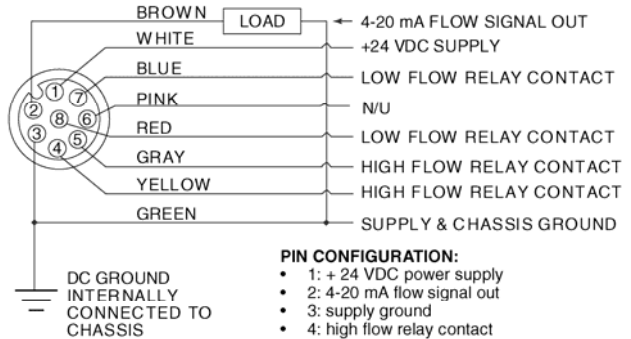 BROWN
LOAD
4-20 mA FLOW SIGNAL OUT
WHITE
+24 VDC SUPPLY
BLUE
LOW FLOW RELAY CONTACT
PINK
N/U
RED
LOW FLOW RELAY CONTACT
GRAY
HIGH FLOW RELAY CONTACT
YELLOW
HIGH FLOW RELAY CONTACT
GREEN
SUPPLY & CHASSIS GROUND
1
7
2
8
6
3
5
4
DC GROUND
INTERNALLY
CONNECTED TO
CHASSIS
PIN CONFIGURATION:
• 1: + 24 VDC power supply
• 2: 4-20 mA flow signal out
• 3: supply ground
• 4: high flow relay contact